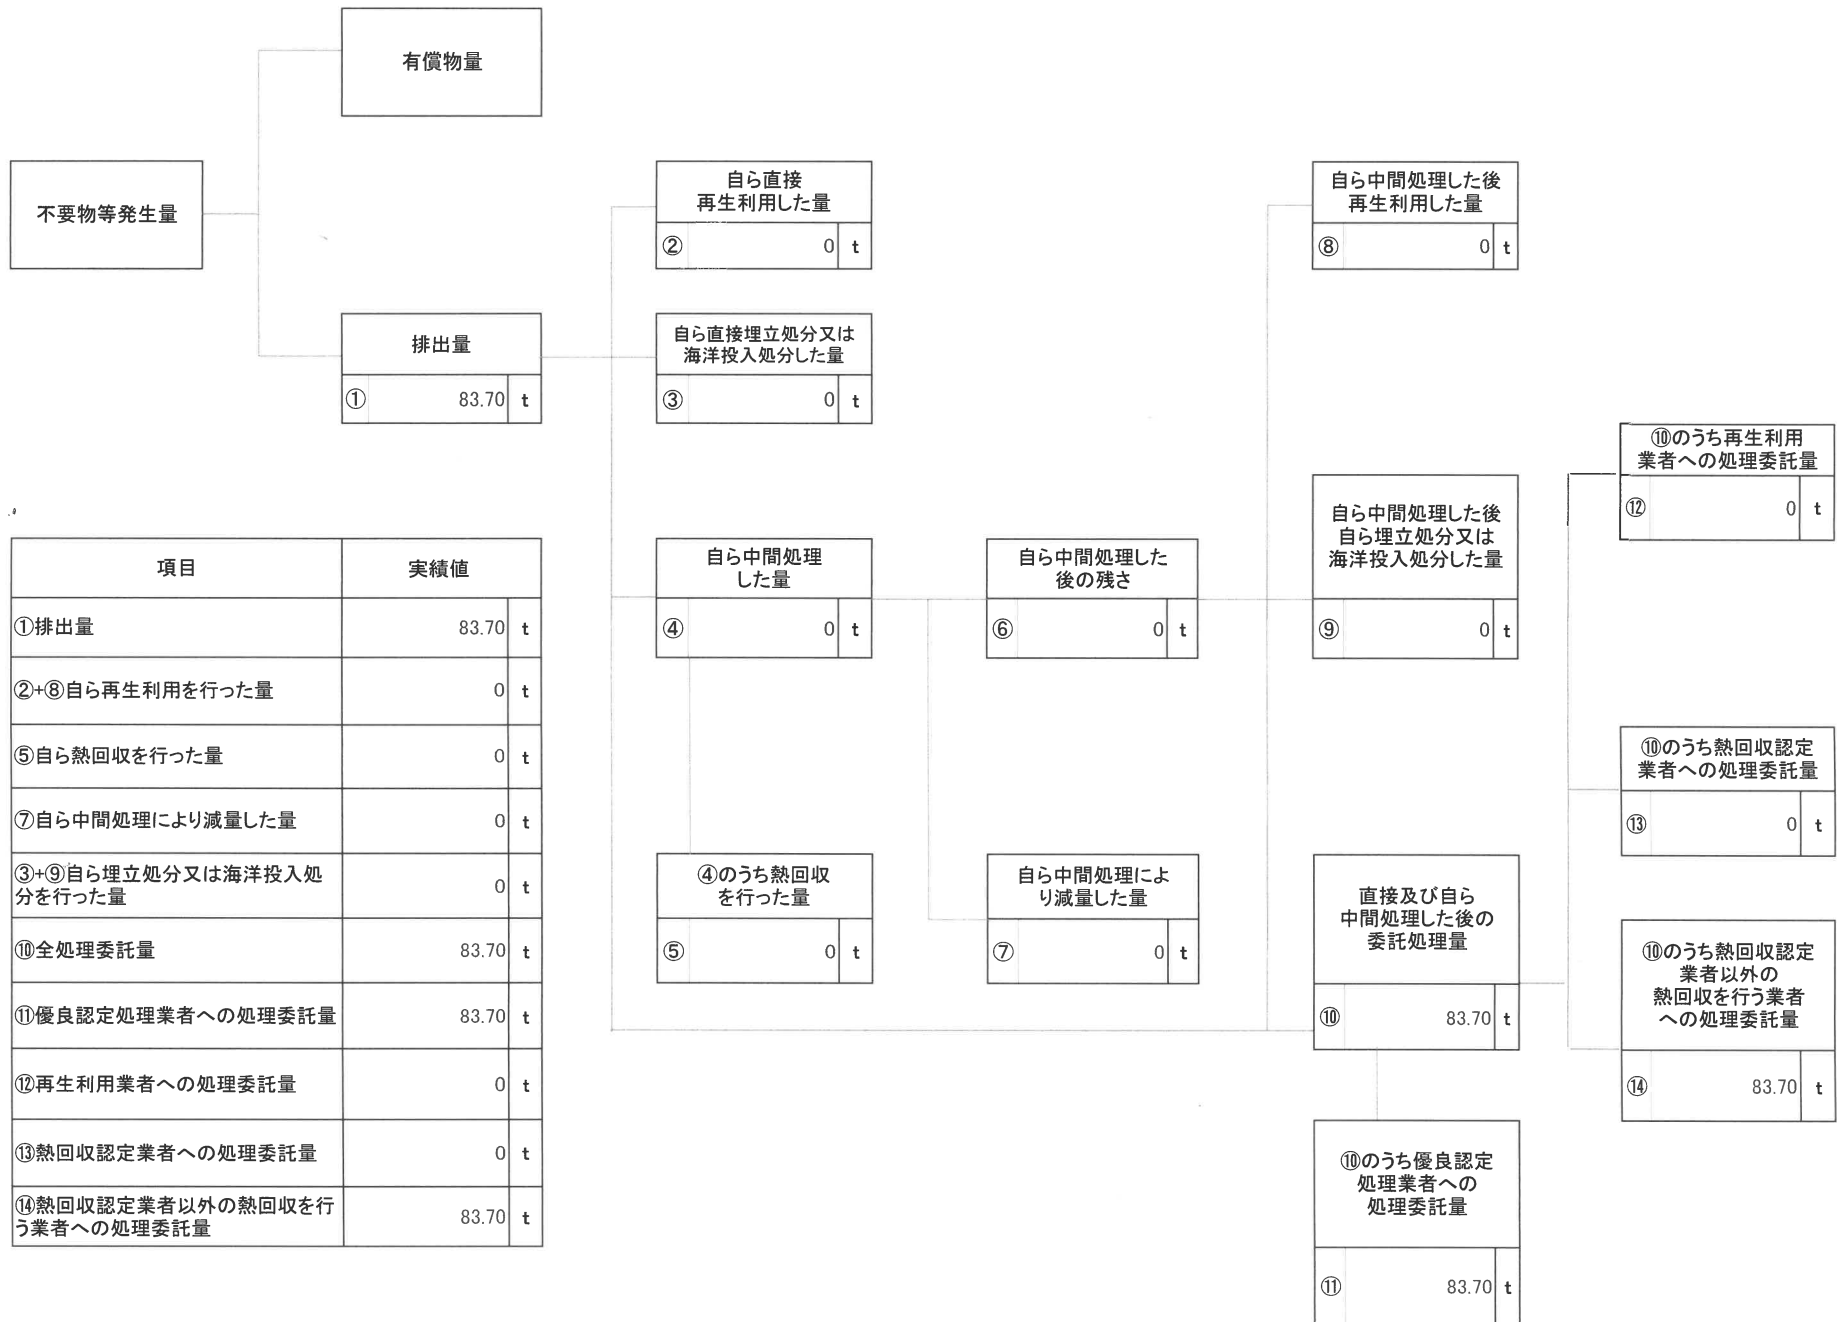 有償物量
不要物等発生量
排出量
① 83.70 t
自ら直接
再生利用した量
② 0 t
自ら直接埋立処分又は
海洋投入処分した量
③ 0 t
自ら中間処理
した量
④ 0 t
④のうち熱回収
を行った量
⑤ 0 t
自ら中間処理した
後の残さ
⑥ 0 t
自ら中間処理によ
り減量した量
⑦ 0 t
自ら中間処理した後
再生利用した量
⑧ 0 t
自ら中間処理した後
自ら埋立処分又は
海洋投入処分した量
⑨ 0 t
直接及び自ら
中間処理した後の
委託処理量
⑩ 83.70 t
⑩のうち優良認定
処理業者への
処理委託量
⑪ 83.70 t
⑩のうち再生利用
業者への処理委託量
⑫ 0 t
⑩のうち熱回収認定
業者への処理委託量
⑬ 0 t
⑩のうち熱回収認定
業者以外の
熱回収を行う業者
への処理委託量
⑭ 83.70 t
項目 実績値
①排出量 83.70 t
②+⑧自ら再生利用を行った量 0 t
⑤自ら熱回収を行った量 0 t
⑦自ら中間処理により減量した量 0 t
③+⑨自ら埋立処分又は海洋投入処
分を行った量 0 t
⑩全処理委託量 83.70 t
⑪優良認定処理業者への処理委託量 83.70 t
⑫再生利用業者への処理委託量 0 t
⑬熱回収認定業者への処理委託量 0 t
⑭熱回収認定業者以外の熱回収を行
う業者への処理委託量 83.70 t